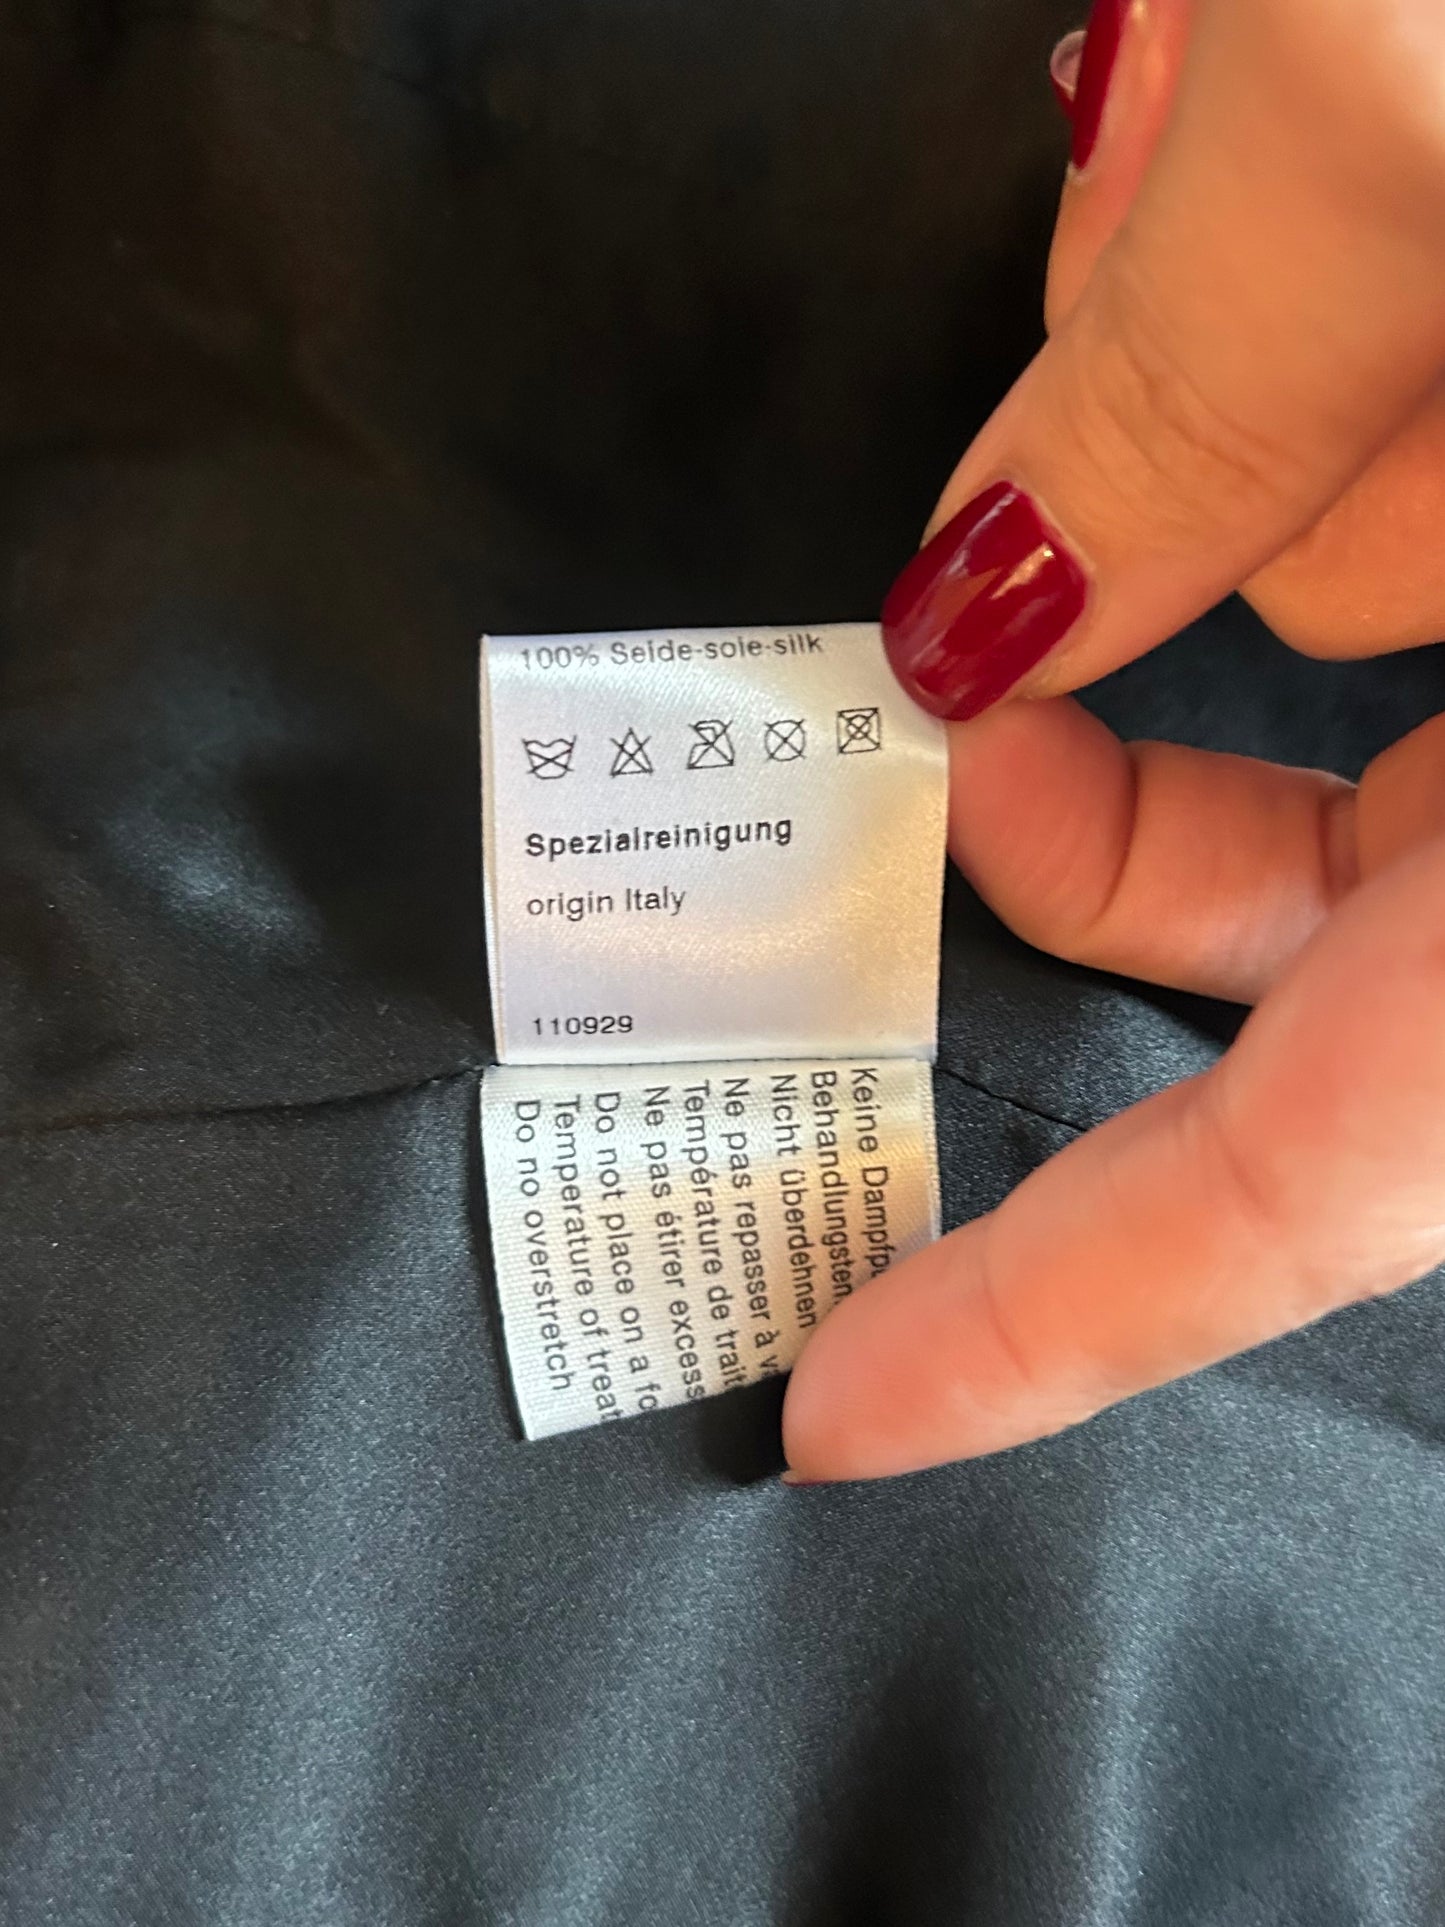 100% Seide-soie-silk
Spezialreinigung
origin Italy
110929
Keine
Nicht überdehnen
Ne pas repasser à
Température de
Ne pas étirer
Do not place on a
Temperature of
Do no overstretch